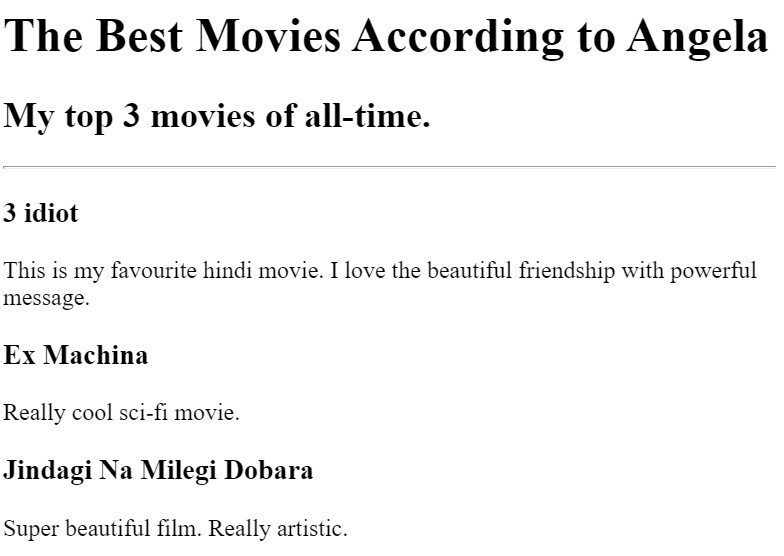 The Best Movies According to Angela
My top 3 movies of all-time.
3 idiot
This is my favourite hindi movie. I love the beautiful friendship with powerful
message.
Ex Machina
Really cool sci-fi movie.
Jindagi Na Milegi Dobara
Super beautiful film. Really artistic.